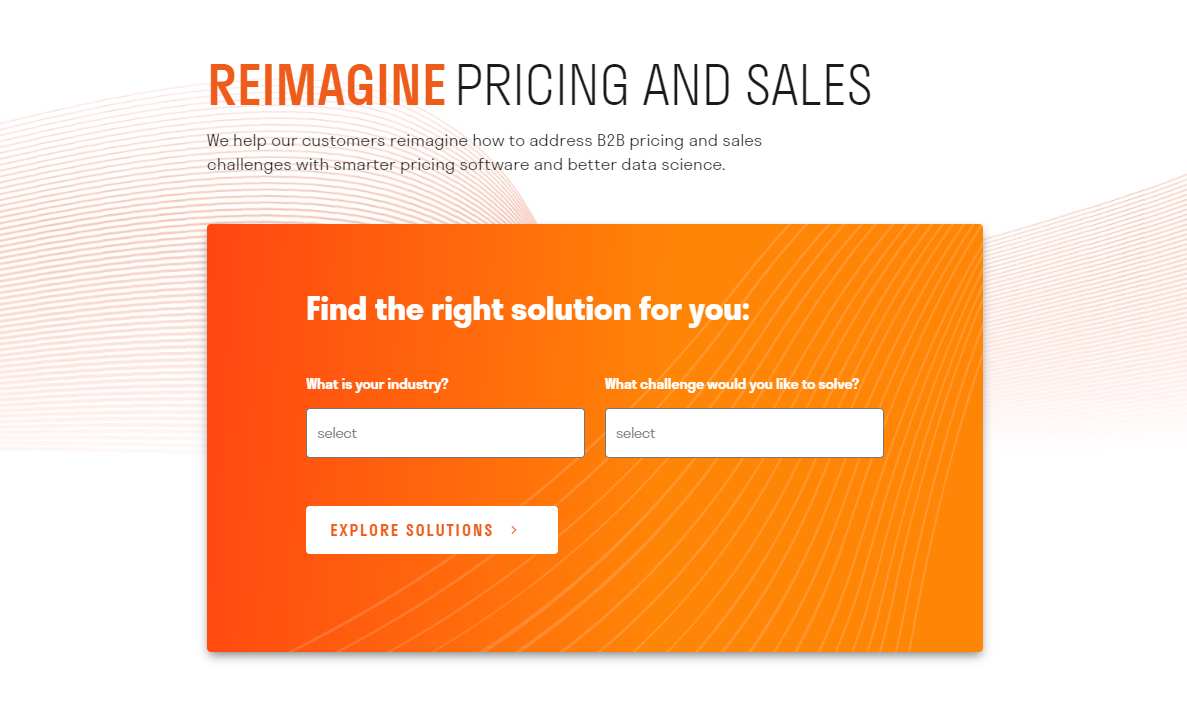 REIMAGINE PRICING AND SALES
We help our customers reimagine how to address B2B pricing and sales
challenges with smarter pricing software and better data science.
Find the right solution for you:
What is your industry?
What challenge would you like to solve?
select
select
EXPLORE SOLUTIONS